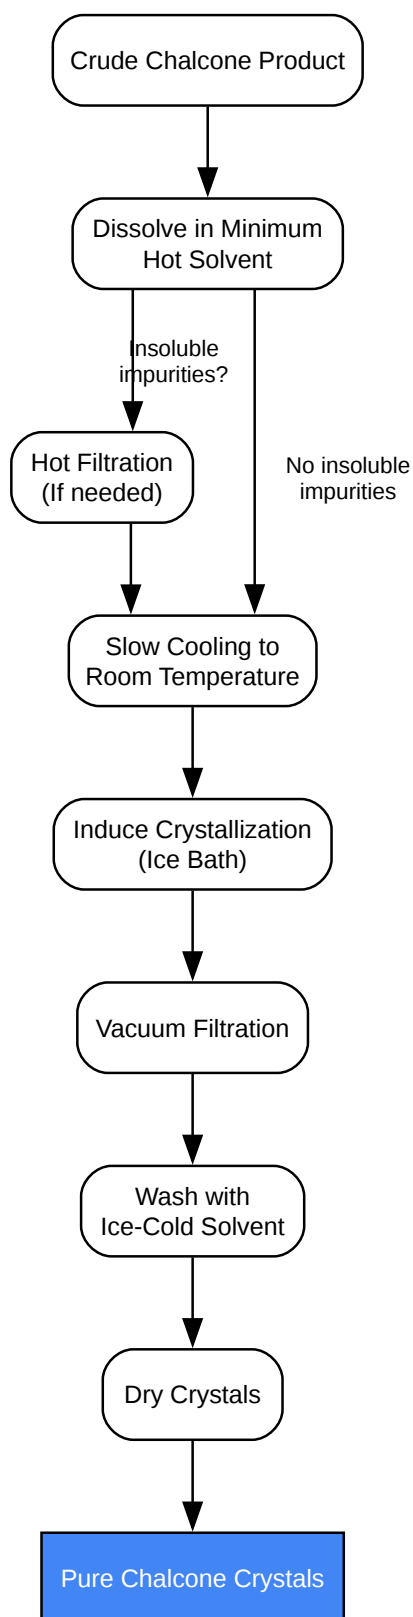 Crude Chalcone Product
Dissolve in Minimum
Hot Solvent
Insoluble
impurities?
Hot Filtration
(If needed)
No insoluble
impurities
Slow Cooling to
Room Temperature
Induce Crystallization
(Ice Bath)
Vacuum Filtration
Wash with
Ice-Cold Solvent
Dry Crystals
Pure Chalcone Crystals